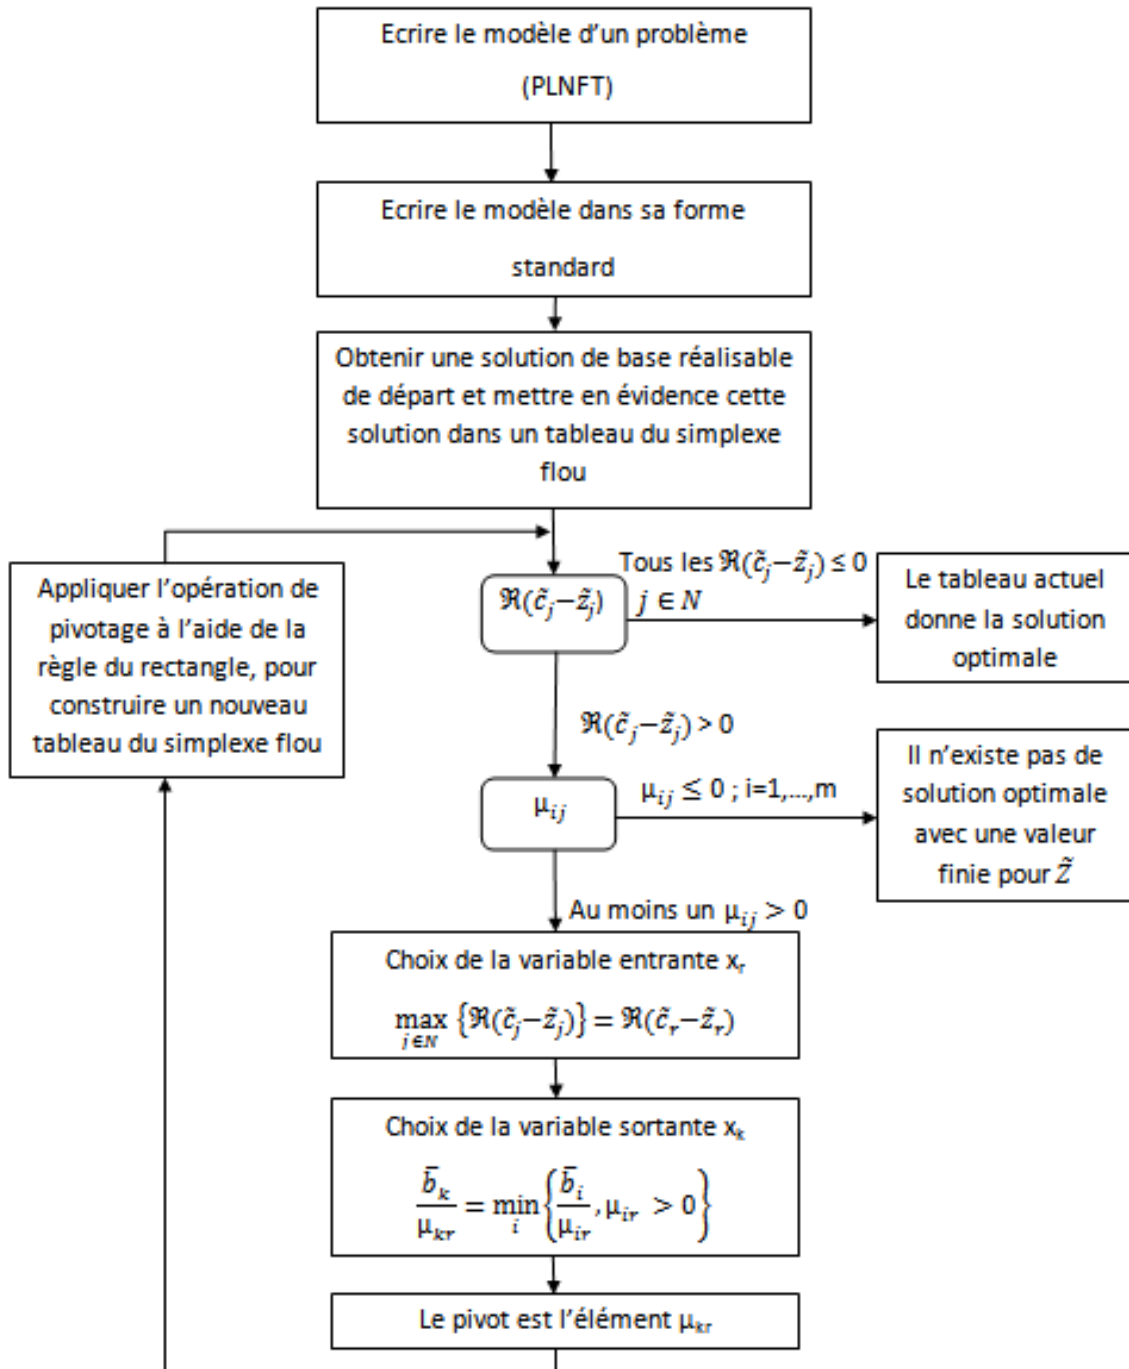 Ecrire le modèle d'un problème
(PLNFT)
Ecrire le modèle dans sa forme
standard
Obtenir une solution de base réalisable
de départ et mettre en évidence cette
solution dans un tableau du simplexe
flou
Appliquer l'opération de
pivotage à l'aide de la
règle du rectangle, pour
construire un nouveau
tableau du simplexe flou
ℜ(c̃ⱼ−z̃ⱼ)
Tous les ℜ(c̃ⱼ−z̃ⱼ) ≤ 0
j ∈ N
Le tableau actuel
donne la solution
optimale
ℜ(c̃ⱼ−z̃ⱼ) > 0
μᵢⱼ
μᵢⱼ ≤ 0 ; i=1,...,m
Il n'existe pas de
solution optimale
avec une valeur
finie pour Z̃
Au moins un μᵢⱼ > 0
Choix de la variable entrante xᵣ
max_{j∈N} {ℜ(c̃ⱼ−z̃ⱼ)} = ℜ(c̃ᵣ−z̃ᵣ)
Choix de la variable sortante xₖ
b̄ₖ/μₖᵣ = min_i {b̄ᵢ/μᵢᵣ, μᵢᵣ > 0}
Le pivot est l'élément μₖᵣ